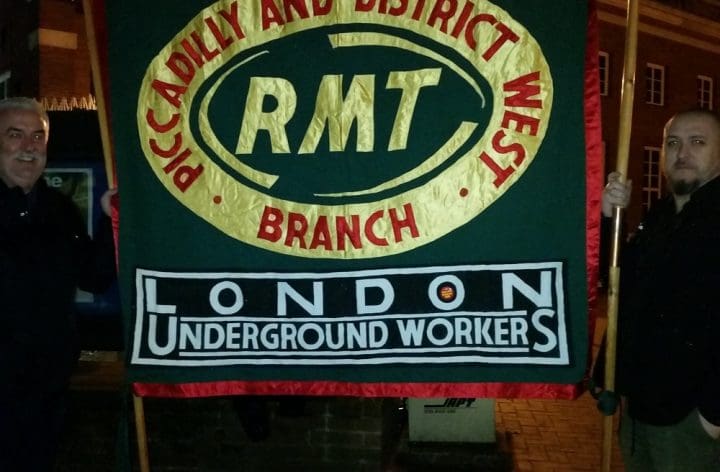 PICCADILLY AND DISTRICT WEST
RMT
BRANCH
LONDON
UNDERGROUND WORKERS